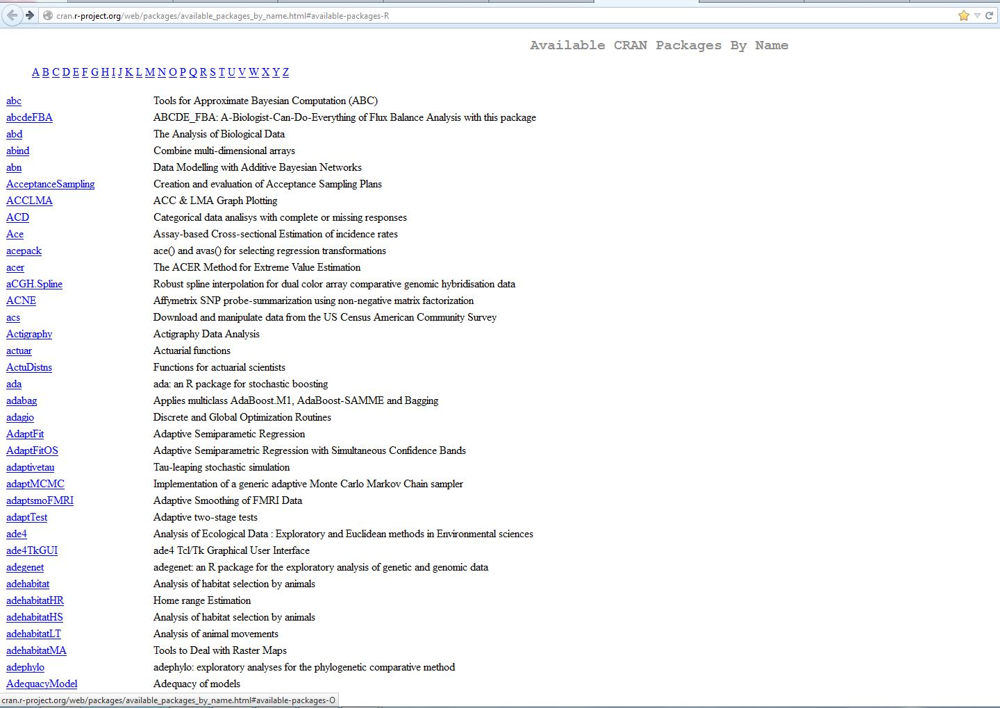 cran.r-project.org/web/packages/available_packages_by_name.html#available-packages-R
Available CRAN Packages By Name
A B C D E F G H I J K L M N O P Q R S T U V W X Y Z
abc Tools for Approximate Bayesian Computation (ABC)
abcdeFBA ABCDE_FBA: A-Biologist-Can-Do-Everything of Flux Balance Analysis with this package
abd The Analysis of Biological Data
abind Combine multi-dimensional arrays
abn Data Modelling with Additive Bayesian Networks
AcceptanceSampling Creation and evaluation of Acceptance Sampling Plans
ACCLMA ACC & LMA Graph Plotting
ACD Categorical data analisys with complete or missing responses
Ace Assay-based Cross-sectional Estimation of incidence rates
acepack ace() and avas() for selecting regression transformations
acer The ACER Method for Extreme Value Estimation
aCGH.Spline Robust spline interpolation for dual color array comparative genomic hybridisation data
ACNE Affymetrix SNP probe-summarization using non-negative matrix factorization
acs Download and manipulate data from the US Census American Community Survey
Actigraphy Actigraphy Data Analysis
actuar Actuarial functions
ActuDistns Functions for actuarial scientists
ada ada: an R package for stochastic boosting
adabag Applies multiclass AdaBoost.M1, AdaBoost-SAMME and Bagging
adagio Discrete and Global Optimization Routines
AdaptFit Adaptive Semiparametic Regression
AdaptFitOS Adaptive Semiparametric Regression with Simultaneous Confidence Bands
adaptivetau Tau-leaping stochastic simulation
adaptMCMC Implementation of a generic adaptive Monte Carlo Markov Chain sampler
adaptsmoFMRI Adaptive Smoothing of FMRI Data
adaptTest Adaptive two-stage tests
ade4 Analysis of Ecological Data : Exploratory and Euclidean methods in Environmental sciences
ade4TkGUI ade4 Tcl/Tk Graphical User Interface
adegenet adegenet: an R package for the exploratory analysis of genetic and genomic data
adehabitat Analysis of habitat selection by animals
adehabitatHR Home range Estimation
adehabitatHS Analysis of habitat selection by animals
adehabitatLT Analysis of animal movements
adehabitatMA Tools to Deal with Raster Maps
adephylo adephylo: exploratory analyses for the phylogenetic comparative method
AdequacyModel Adequacy of models
cran.r-project.org/web/packages/available_packages_by_name.html#available-packages-O